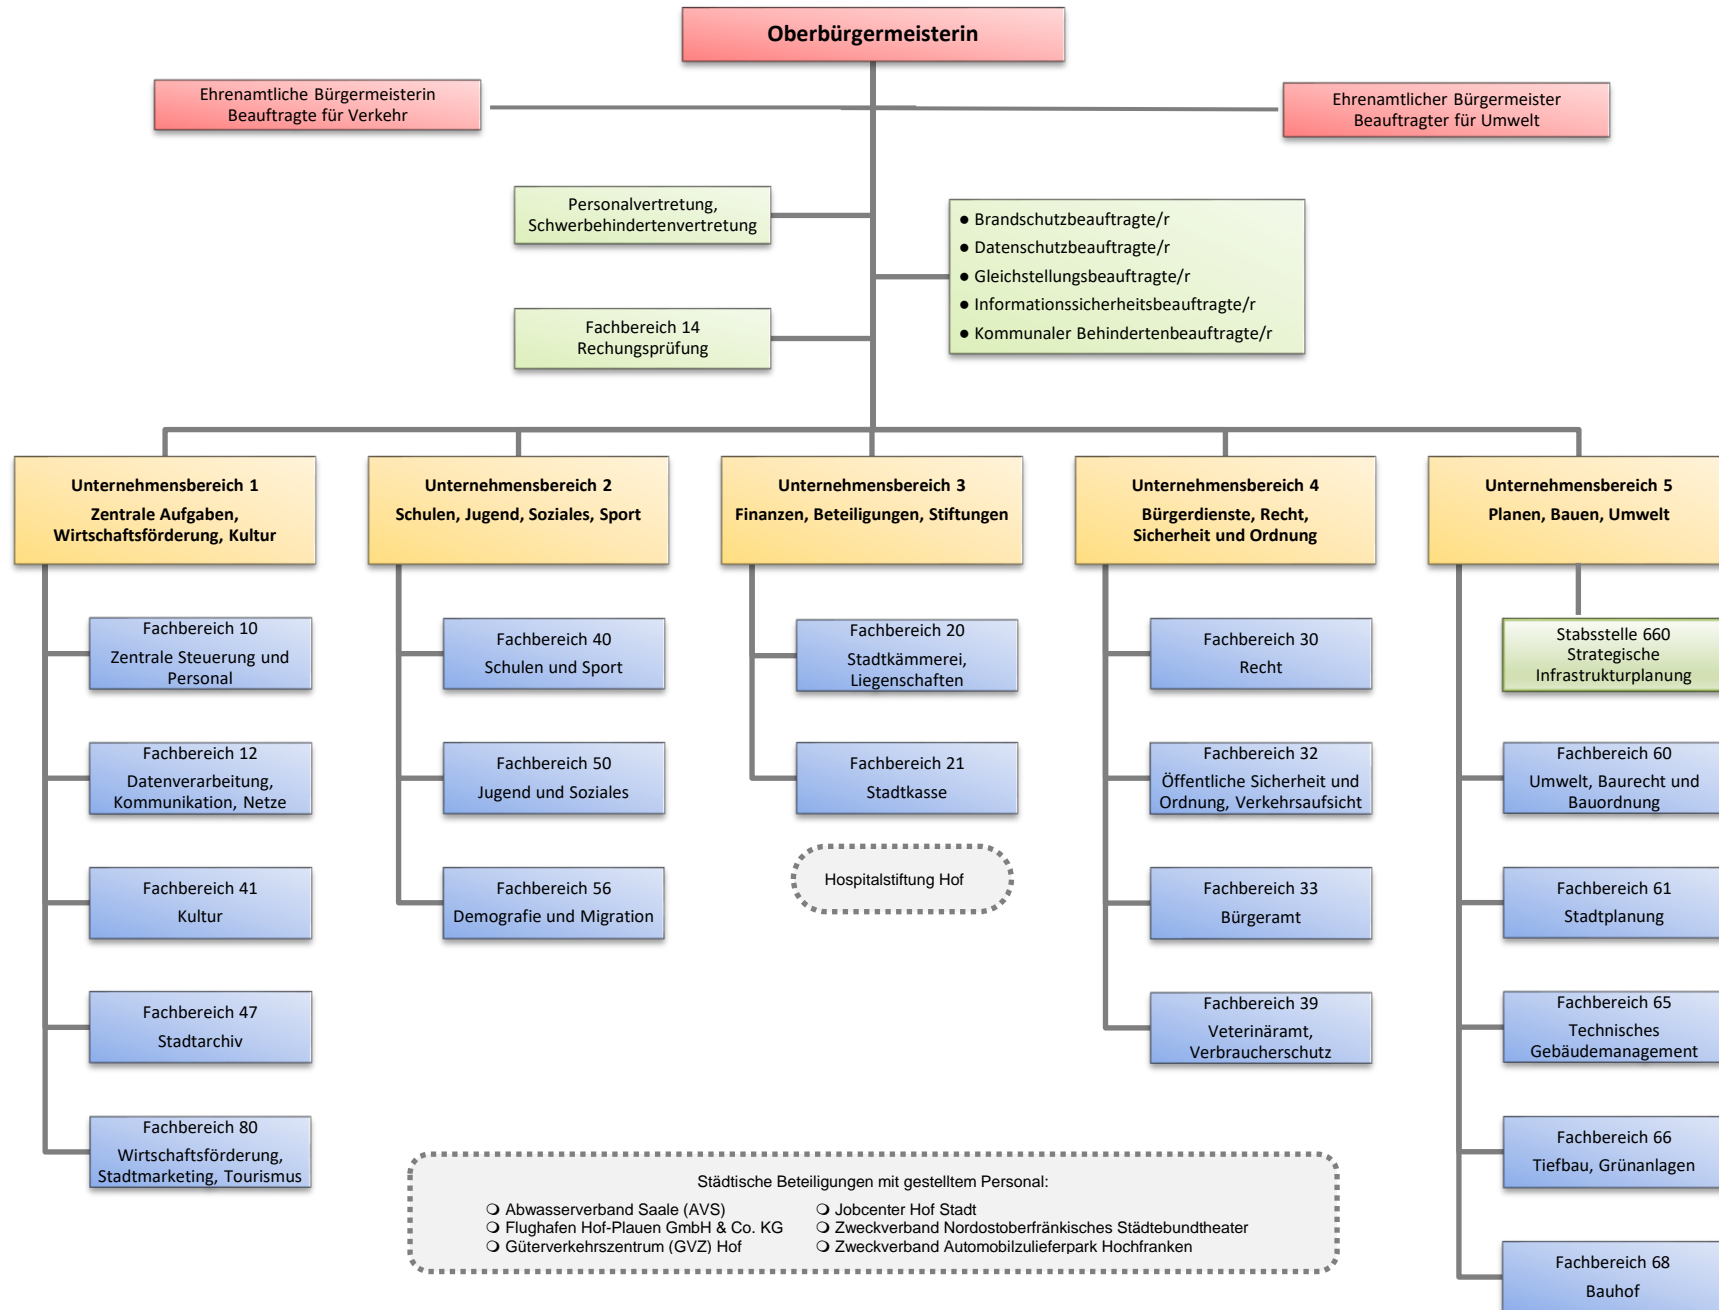 Oberbürgermeisterin
Ehrenamtliche Bürgermeisterin
Beauftragte für Verkehr
Ehrenamtlicher Bürgermeister
Beauftragter für Umwelt
Personalvertretung,
Schwerbehindertenvertretung
● Brandschutzbeauftragte/r
● Datenschutzbeauftragte/r
● Gleichstellungsbeauftragte/r
● Informationssicherheitsbeauftragte/r
● Kommunaler Behindertenbeauftragte/r
Fachbereich 14
Rechungsprüfung
Unternehmensbereich 1
Zentrale Aufgaben,
Wirtschaftsförderung, Kultur
Fachbereich 10
Zentrale Steuerung und
Personal
Fachbereich 12
Datenverarbeitung,
Kommunikation, Netze
Fachbereich 41
Kultur
Fachbereich 47
Stadtarchiv
Fachbereich 80
Wirtschaftsförderung,
Stadtmarketing, Tourismus
Unternehmensbereich 2
Schulen, Jugend, Soziales, Sport
Fachbereich 40
Schulen und Sport
Fachbereich 50
Jugend und Soziales
Fachbereich 56
Demografie und Migration
Unternehmensbereich 3
Finanzen, Beteiligungen, Stiftungen
Fachbereich 20
Stadtkämmerei,
Liegenschaften
Fachbereich 21
Stadtkasse
Hospitalstiftung Hof
Unternehmensbereich 4
Bürgerdienste, Recht,
Sicherheit und Ordnung
Fachbereich 30
Recht
Fachbereich 32
Öffentliche Sicherheit und
Ordnung, Verkehrsaufsicht
Fachbereich 33
Bürgeramt
Fachbereich 39
Veterinäramt,
Verbraucherschutz
Unternehmensbereich 5
Planen, Bauen, Umwelt
Stabsstelle 660
Strategische
Infrastrukturplanung
Fachbereich 60
Umwelt, Baurecht und
Bauordnung
Fachbereich 61
Stadtplanung
Fachbereich 65
Technisches
Gebäudemanagement
Fachbereich 66
Tiefbau, Grünanlagen
Fachbereich 68
Bauhof
Städtische Beteiligungen mit gestelltem Personal:
❍ Abwasserverband Saale (AVS)
❍ Flughafen Hof-Plauen GmbH & Co. KG
❍ Güterverkehrszentrum (GVZ) Hof
❍ Jobcenter Hof Stadt
❍ Zweckverband Nordostoberfränkisches Städtebundtheater
❍ Zweckverband Automobilzulieferpark Hochfranken